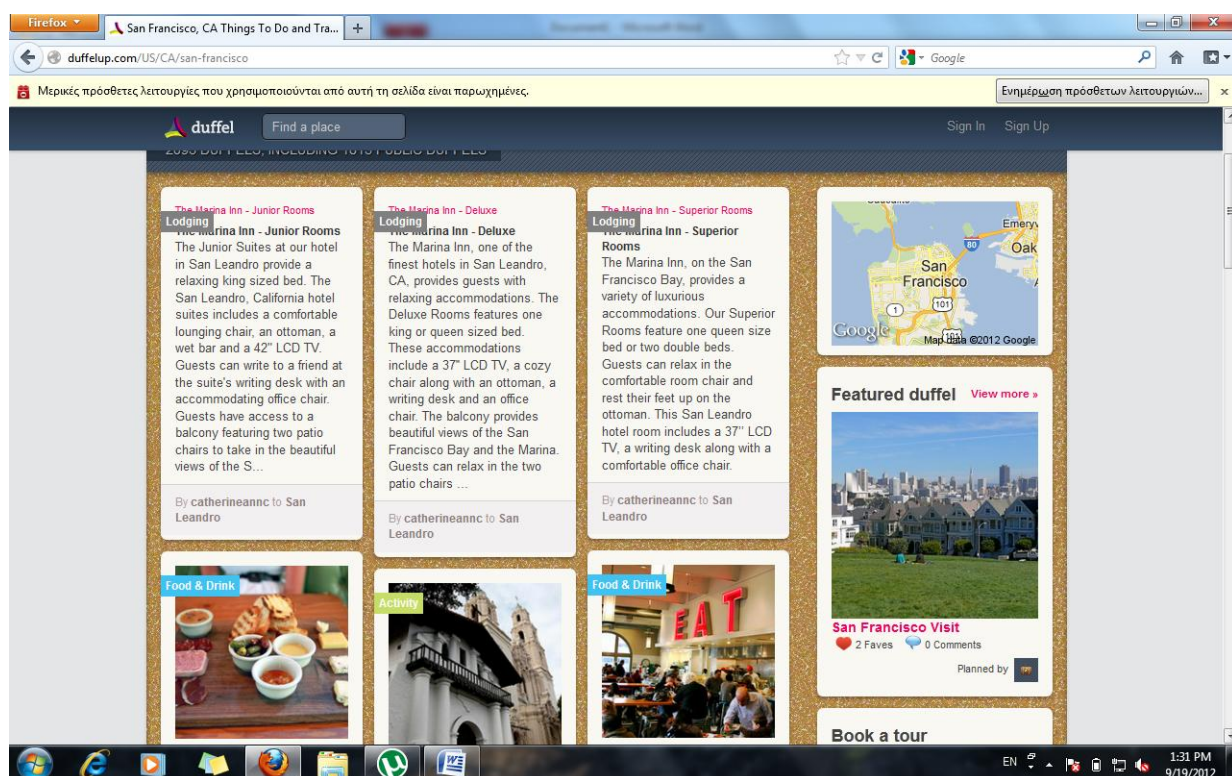 Firefox
San Francisco, CA Things To Do and Tra...
duffelup.com/US/CA/san-francisco
Google
Μερικές πρόσθετες λειτουργίες που χρησιμοποιούνται από αυτή τη σελίδα είναι παρωχημένες.
Ενημέρωση πρόσθετων λειτουργιών...
duffel
Find a place
Sign In Sign Up
2095 DUFFELS, INCLUDING 1615 PUBLIC DUFFELS
The Marina Inn - Junior Rooms
Lodging
The Marina Inn - Junior Rooms
The Junior Suites at our hotel
in San Leandro provide a
relaxing king sized bed. The
San Leandro, California hotel
suites includes a comfortable
lounging chair, an ottoman, a
wet bar and a 42" LCD TV.
Guests can write to a friend at
the suite's writing desk with an
accommodating office chair.
Guests have access to a
balcony featuring two patio
chairs to take in the beautiful
views of the S...
By catherineannc to San
Leandro
The Marina Inn - Deluxe
Lodging
The Marina Inn - Deluxe
The Marina Inn, one of the
finest hotels in San Leandro,
CA, provides guests with
relaxing accommodations. The
Deluxe Rooms features one
king or queen sized bed.
These accommodations
include a 37" LCD TV, a cozy
chair along with an ottoman, a
writing desk and an office
chair. The balcony provides
beautiful views of the San
Francisco Bay and the Marina.
Guests can relax in the two
patio chairs ...
By catherineannc to San
Leandro
The Marina Inn - Superior Rooms
Lodging
The Marina Inn - Superior
Rooms
The Marina Inn, on the San
Francisco Bay, provides a
variety of luxurious
accommodations. Our Superior
Rooms feature one queen size
bed or two double beds.
Guests can relax in the
comfortable room chair and
rest their feet up on the
ottoman. This San Leandro
hotel room includes a 37" LCD
TV, a writing desk along with a
comfortable office chair.
By catherineannc to San
Leandro
Emery
80
Oak
San
Francisco
101
1
Google
101
Map data ©2012 Google
Featured duffel View more »
San Francisco Visit
2 Faves 0 Comments
Planned by
Book a tour
Food & Drink
Activity
Food & Drink
EAT
EN
1:31 PM
9/19/2012